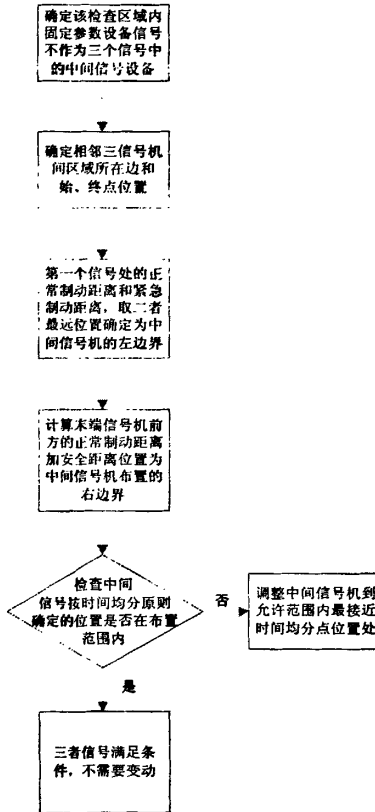 确定该检查区域内
固定参数设备信号
不作为三个信号中
的中间信号设备
确定相邻三信号机
间区域所在边和
始、终点位置
第一个信号处的正
常制动距离和紧急
制动距离，取二者
最远位置确定为中
间信号机的左边界
计算末端信号机前
方的正常制动距离
加安全距离位置为
中间信号机布置的
右边界
检查中间
信号按时间均分原则
确定的位置是否在布置
范围内
否
调整中间信号机到
允许范围内最接近
时间均分点位置处
是
三者信号满足条
件，不需要变动